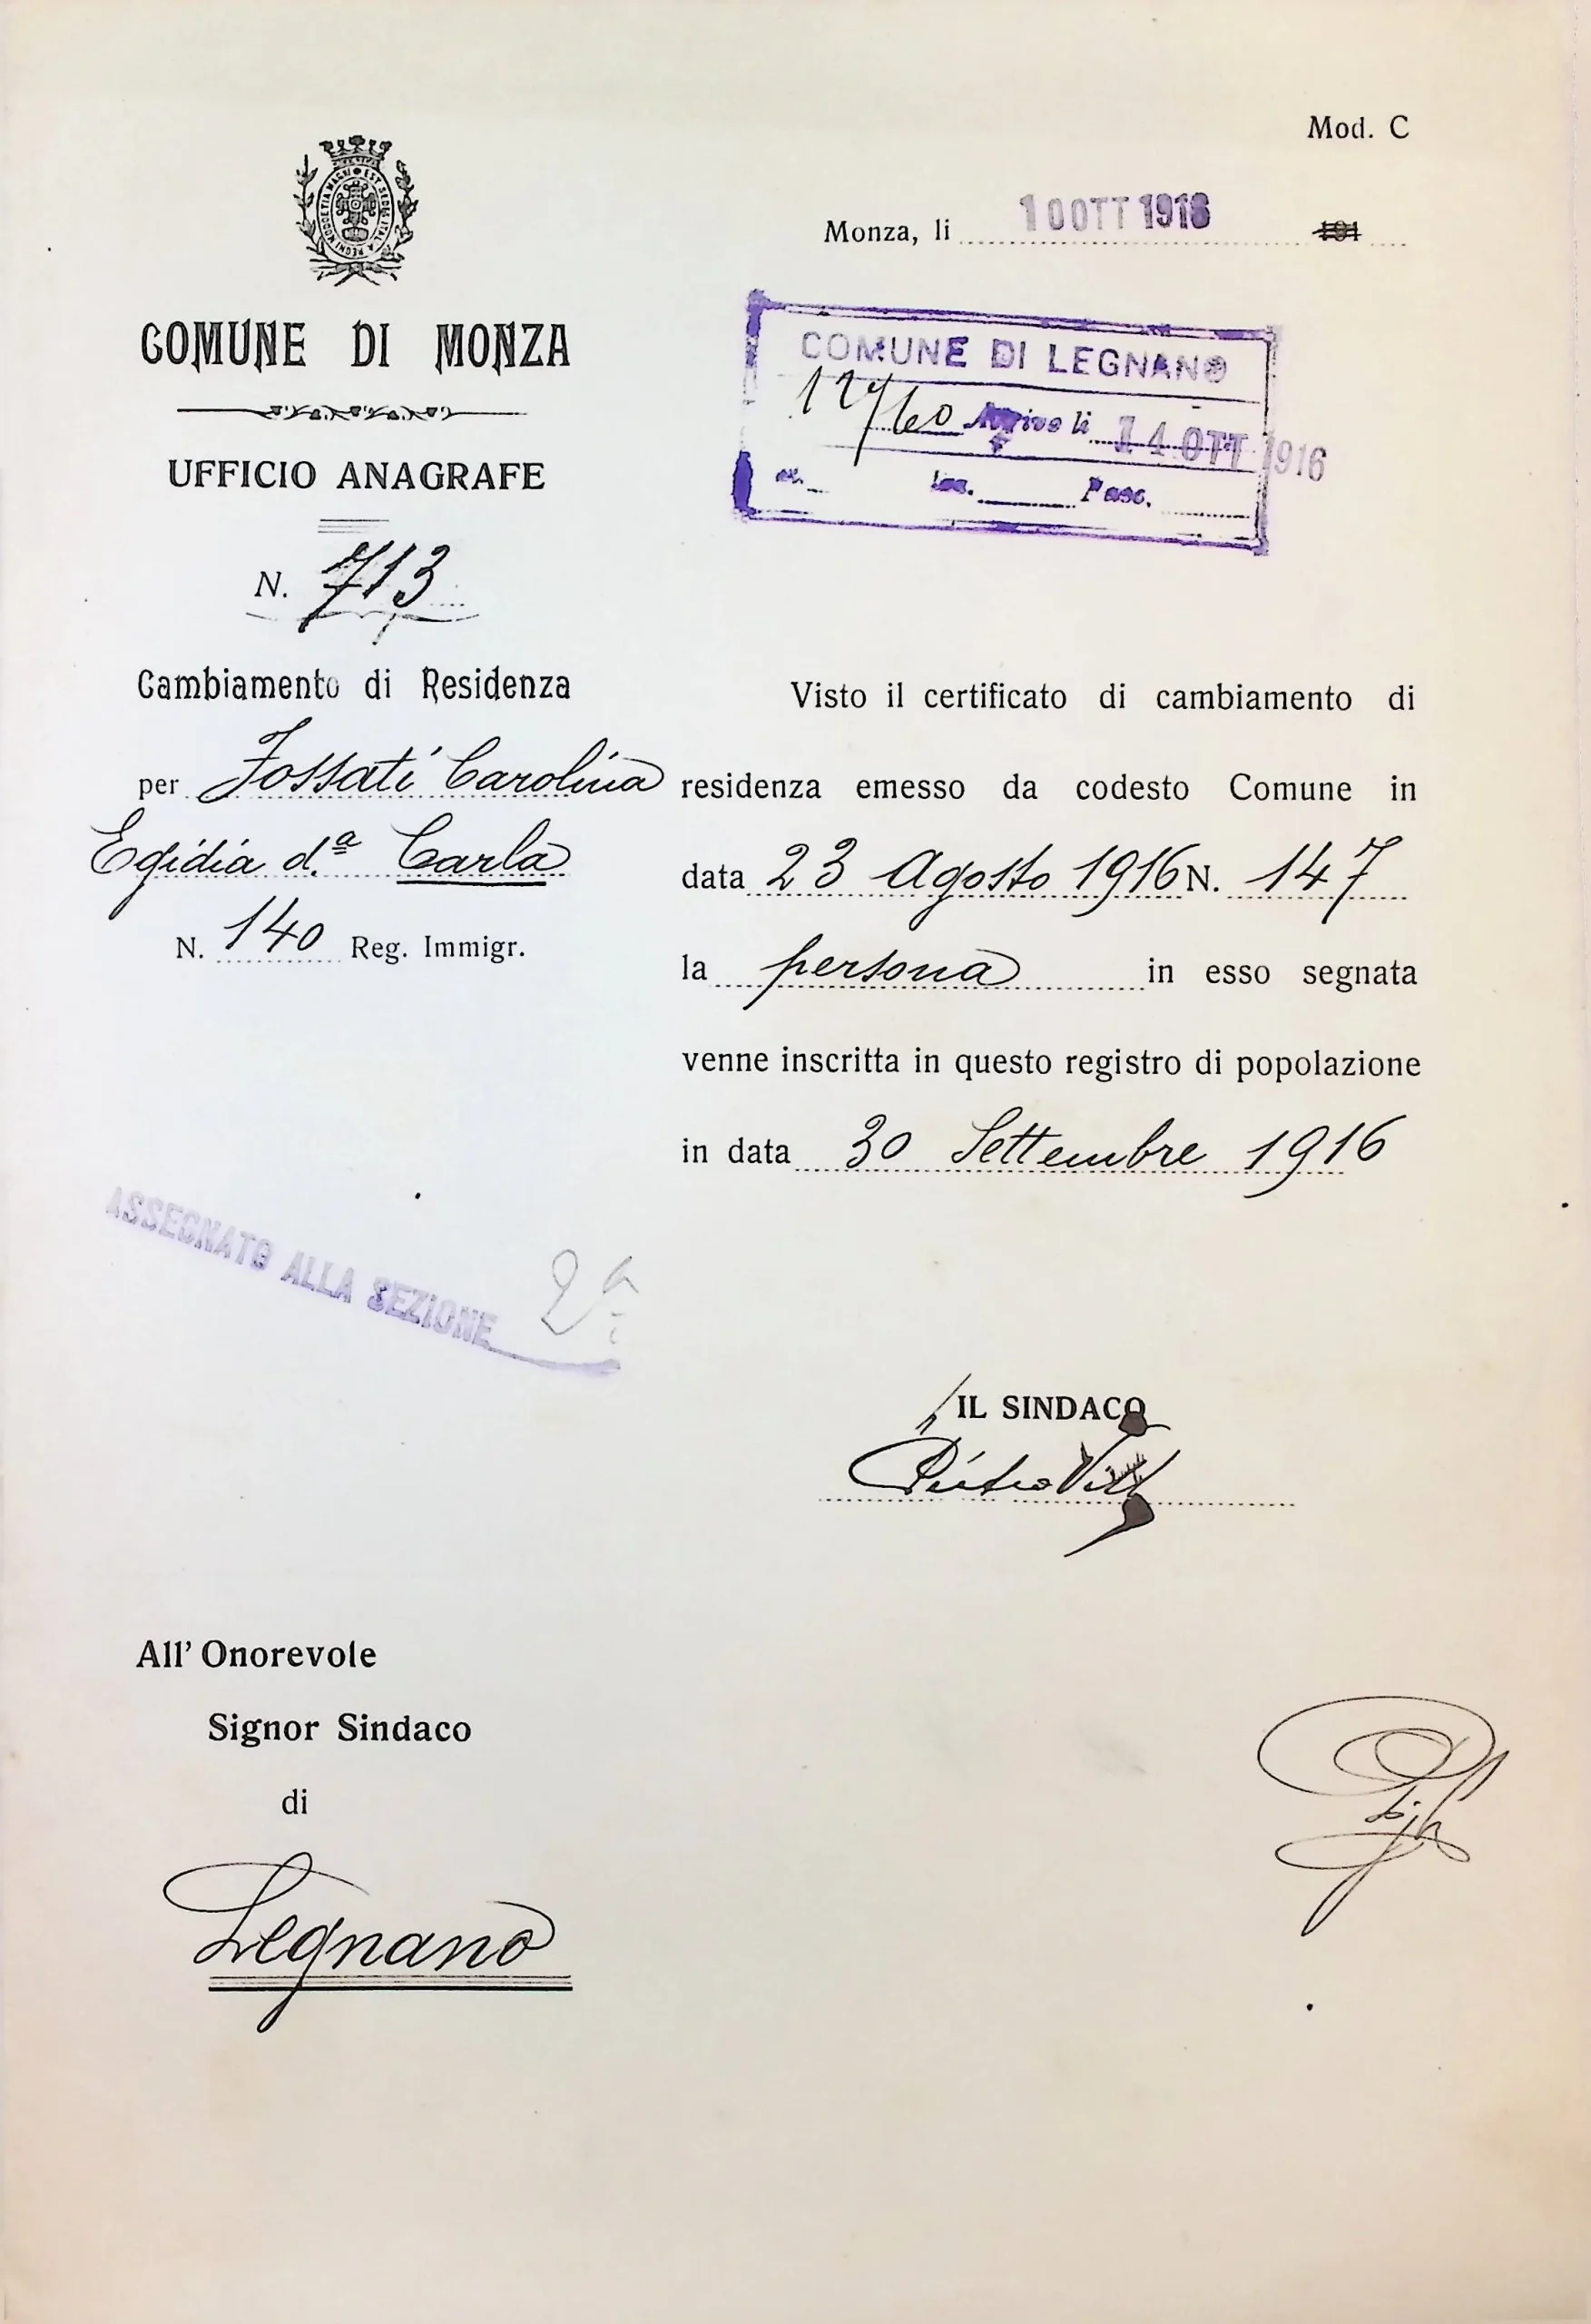 Mod. C
Monza, li 10 OTT 1916 191
COMUNE DI MONZA
UFFICIO ANAGRAFE
N. 713
COMUNE DI LEGNANO
Arrivo li 14 OTT 1916
Fasc.
Cambiamento di Residenza
per Fossati Carolina
Egidia d.ª Carla
N. 140 Reg. Immigr.
Visto il certificato di cambiamento di
residenza emesso da codesto Comune in
data 23 Agosto 1916 N. 147
la persona in esso segnata
venne inscritta in questo registro di popolazione
in data 30 Settembre 1916
ASSEGNATO ALLA SEZIONE 2ª
IL SINDACO
All' Onorevole
Signor Sindaco
di
Legnano